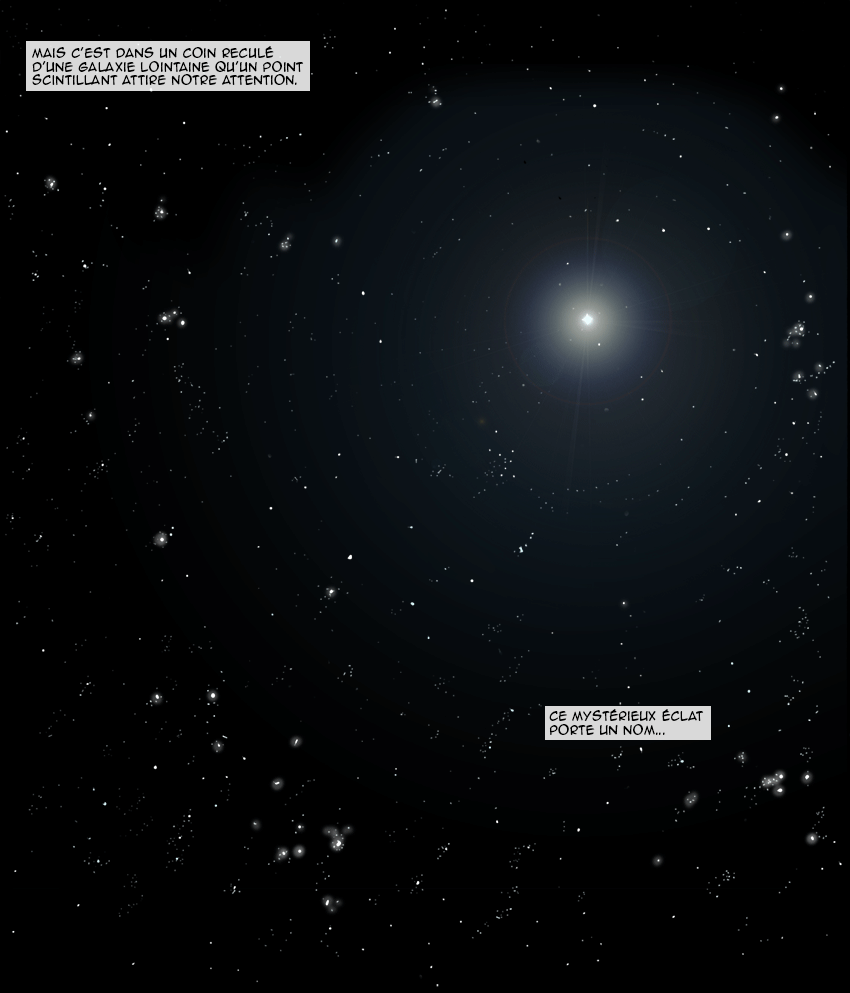 MAIS C'EST DANS UN COIN RECULÉ
D'UNE GALAXIE LOINTAINE QU'UN POINT
SCINTILLANT ATTIRE NOTRE ATTENTION.
CE MYSTÉRIEUX ÉCLAT
PORTE UN NOM...